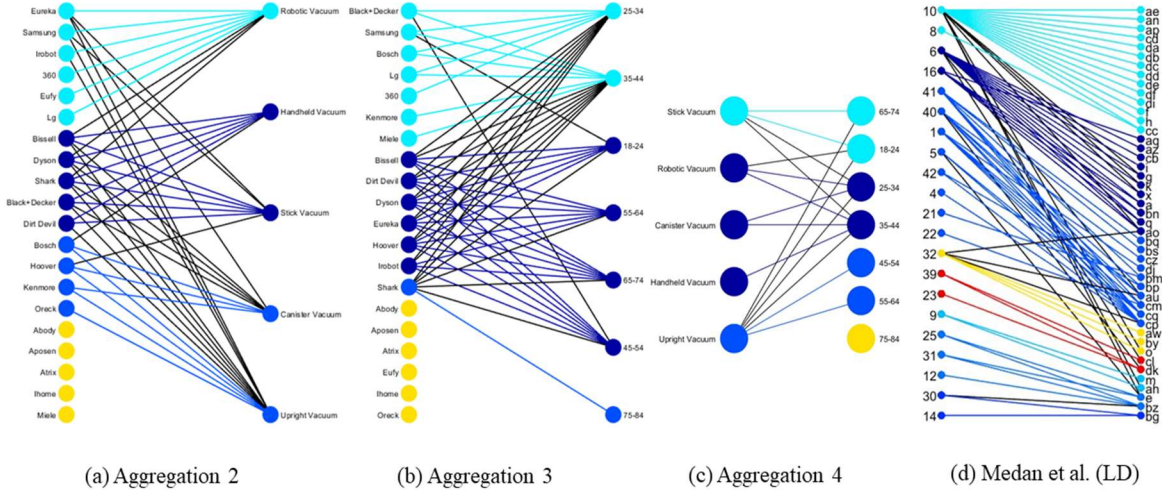 Eureka
Samsung
Irobot
360
Eufy
Lg
Bissell
Dyson
Shark
Black+Decker
Dirt Devil
Bosch
Hoover
Kenmore
Oreck
Abody
Aposen
Atrix
Ihome
Miele
Robotic Vacuum
Handheld Vacuum
Stick Vacuum
Canister Vacuum
Upright Vacuum
(a) Aggregation 2
Black+Decker
Samsung
Bosch
Lg
360
Kenmore
Miele
Bissell
Dirt Devil
Dyson
Eureka
Hoover
Irobot
Shark
Abody
Aposen
Atrix
Eufy
Ihome
Oreck
25-34
35-44
18-24
55-64
65-74
45-54
75-84
(b) Aggregation 3
Stick Vacuum
Robotic Vacuum
Canister Vacuum
Handheld Vacuum
Upright Vacuum
65-74
18-24
25-34
35-44
45-54
55-64
75-84
(c) Aggregation 4
10
8
6
16
41
40
1
5
42
4
21
22
32
39
23
9
25
31
12
30
14
ae
an
ap
cd
da
db
dc
dd
de
df
di
f
h
cc
aq
az
cb
g
k
x
a
bn
q
ao
bq
bs
cz
bm
bp
au
cm
cq
cp
aw
by
o
cl
dk
m
ah
e
bz
bg
(d) Medan et al. (LD)